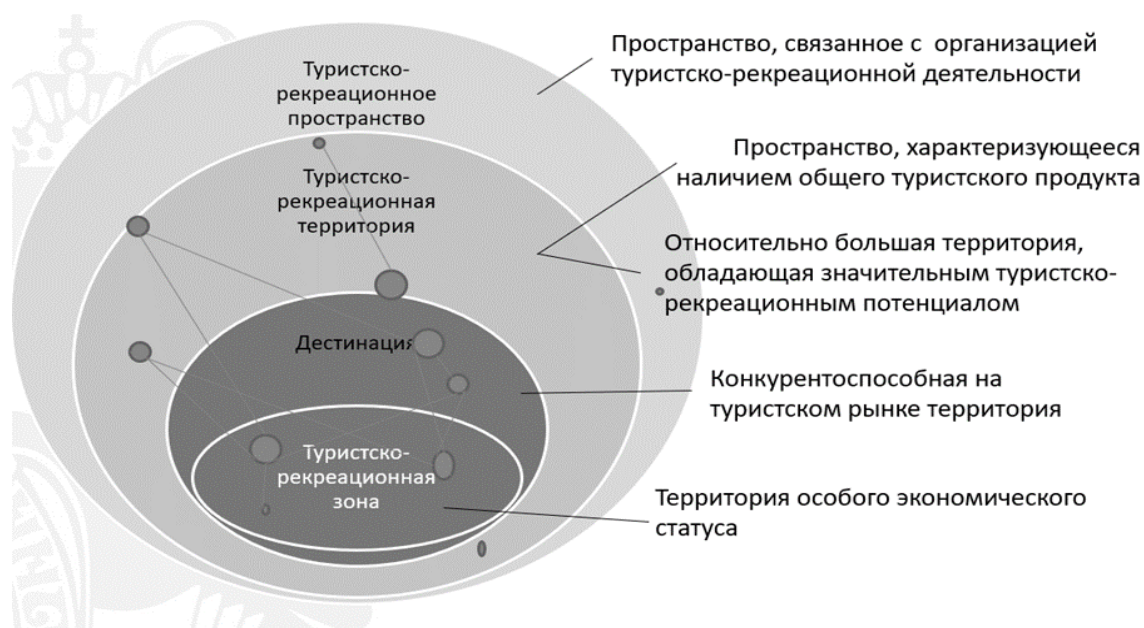 Туристско-
рекреационное
пространство
Пространство, связанное с организацией
туристско-рекреационной деятельности
Туристско-
рекреационная
территория
Пространство, характеризующееся
наличием общего туристского продукта
Относительно большая территория,
обладающая значительным туристско-
рекреационным потенциалом
Дестинация
Конкурентоспособная на
туристском рынке территория
Туристско-
рекреационная
зона
Территория особого экономического
статуса